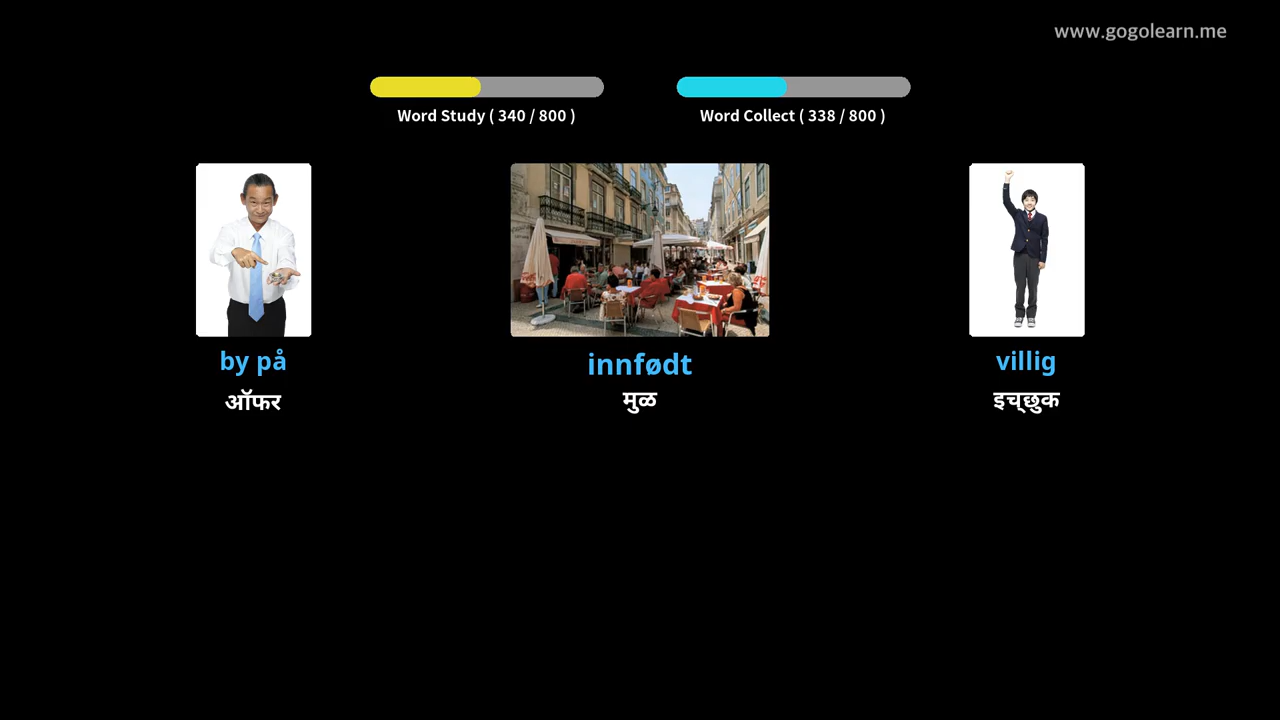 www.gogolearn.me
Word Study ( 340 / 800 )
Word Collect ( 338 / 800 )
by på
innfødt
villig
ऑफर
मुळ
इच्छुक